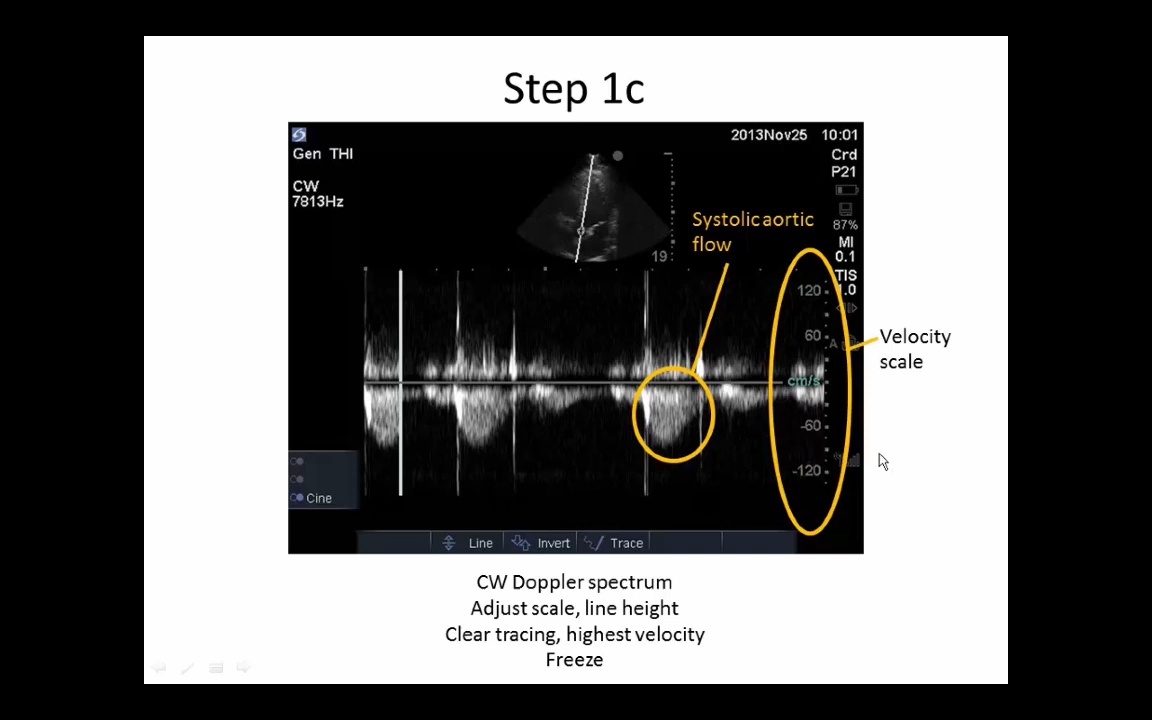 Step 1c
2013Nov25 10:01
Gen THI
Crd
P21
CW
7813Hz
Systolic aortic
flow
87%
MI
0.1
19
TIS
1.0
120
60
A
Velocity
scale
cm/s
-60
-120
Cine
Line
Invert
Trace
CW Doppler spectrum
Adjust scale, line height
Clear tracing, highest velocity
Freeze